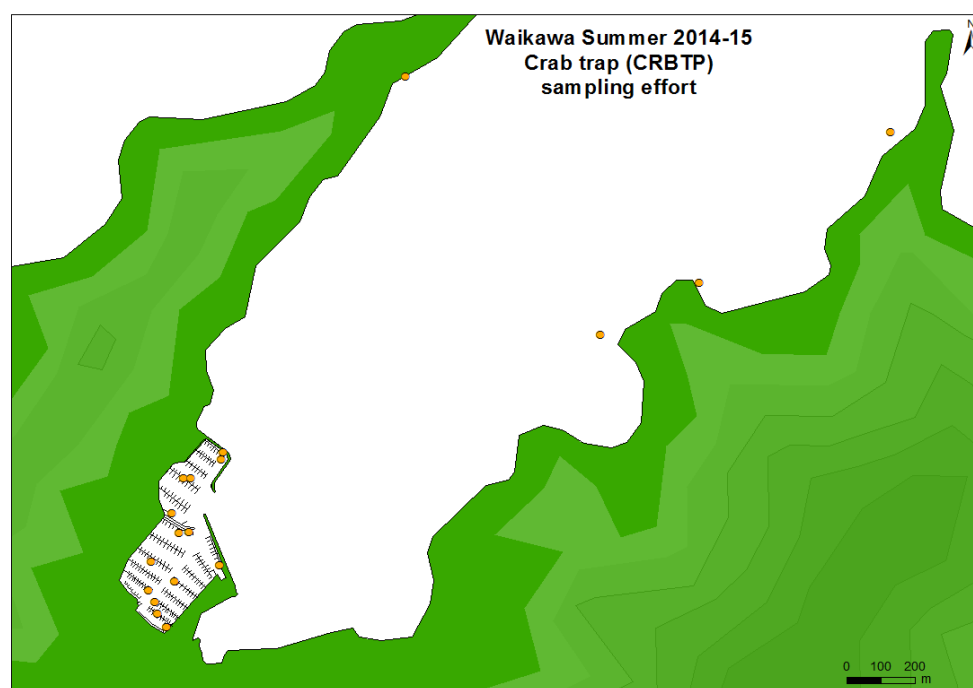 Waikawa Summer 2014-15
Crab trap (CRBTP)
sampling effort
N
0 100 200
m